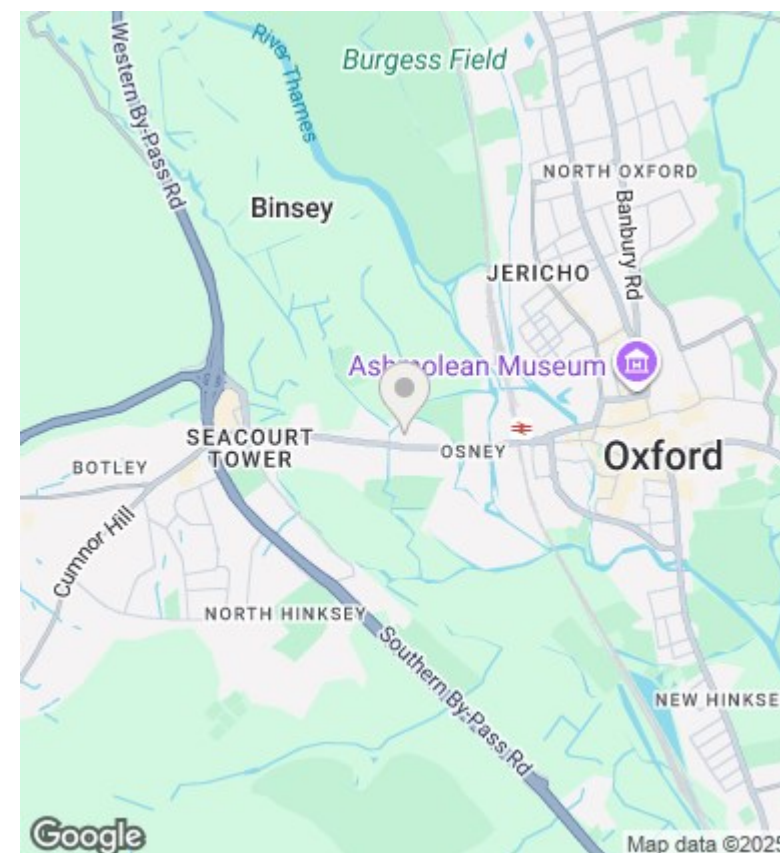 Western By-Pass Rd
River Thames
Burgess Field
NORTH OXFORD
Banbury Rd
Binsey
JERICHO
Ashmolean Museum
SEACOURT
TOWER
OSNEY
Oxford
BOTLEY
Cumnor Hill
NORTH HINKSEY
Southern By-Pass Rd
NEW HINKSE
Google
Map data ©2025